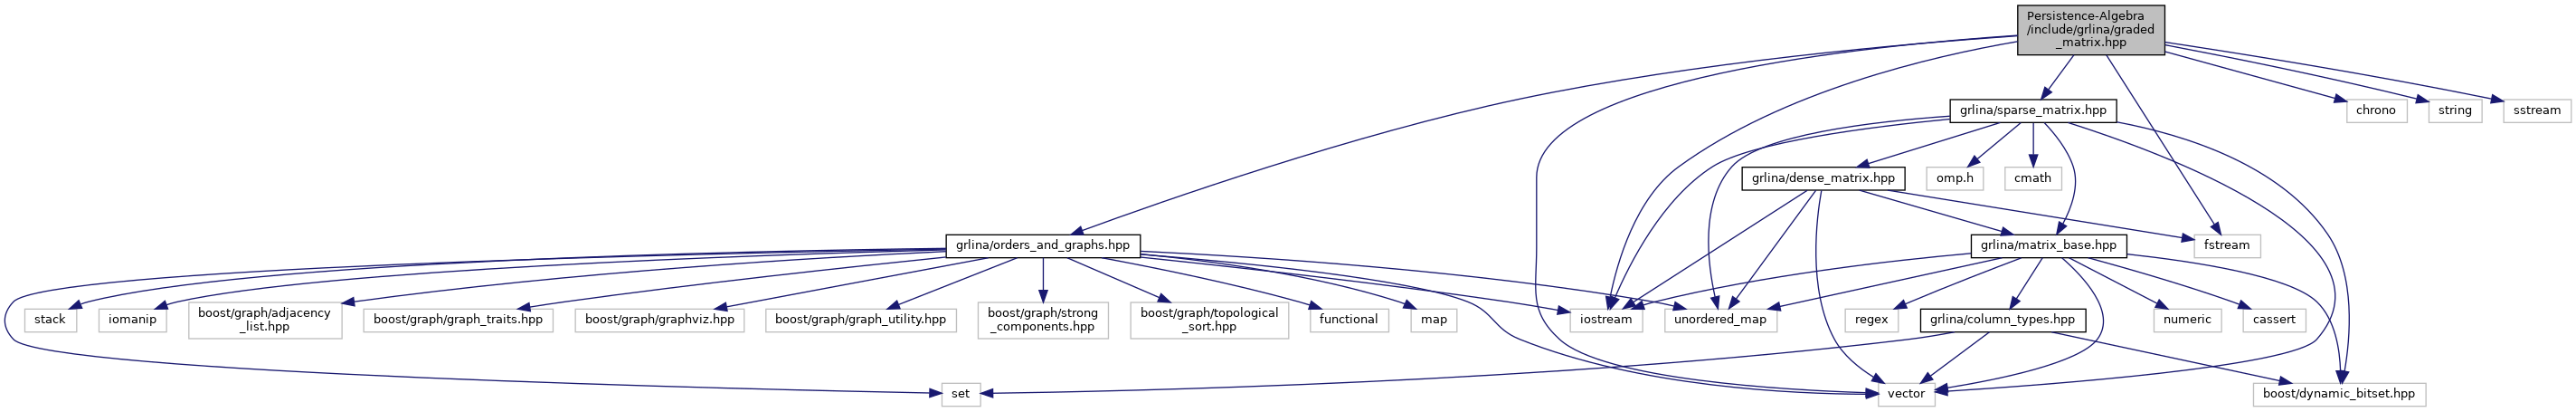 Persistence-Algebra
/include/grlina/graded
_matrix.hpp
grlina/sparse_matrix.hpp
chrono
string
sstream
grlina/dense_matrix.hpp
omp.h
cmath
grlina/orders_and_graphs.hpp
grlina/matrix_base.hpp
fstream
stack
iomanip
boost/graph/adjacency
_list.hpp
boost/graph/graph_traits.hpp
boost/graph/graphviz.hpp
boost/graph/graph_utility.hpp
boost/graph/strong
_components.hpp
boost/graph/topological
_sort.hpp
functional
map
iostream
unordered_map
regex
grlina/column_types.hpp
numeric
cassert
set
vector
boost/dynamic_bitset.hpp